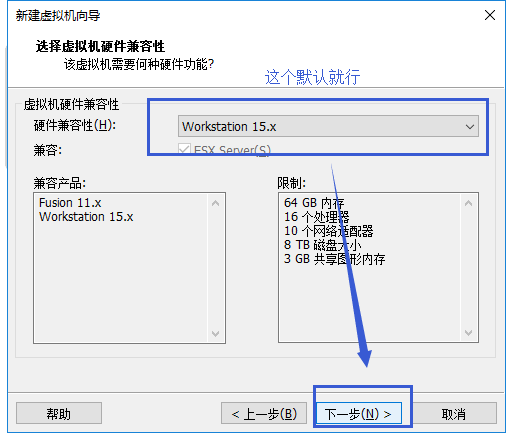 新建虚拟机向导
选择虚拟机硬件兼容性
该虚拟机需要何种硬件功能?
这个默认就行
虚拟机硬件兼容性
硬件兼容性(H):
Workstation 15.x
兼容:
ESX Server(S)
兼容产品:
限制:
Fusion 11.x
Workstation 15.x
64 GB 内存
16 个处理器
10 个网络适配器
8 TB 磁盘大小
3 GB 共享图形内存
帮助
< 上一步(B)
下一步(N) >
取消